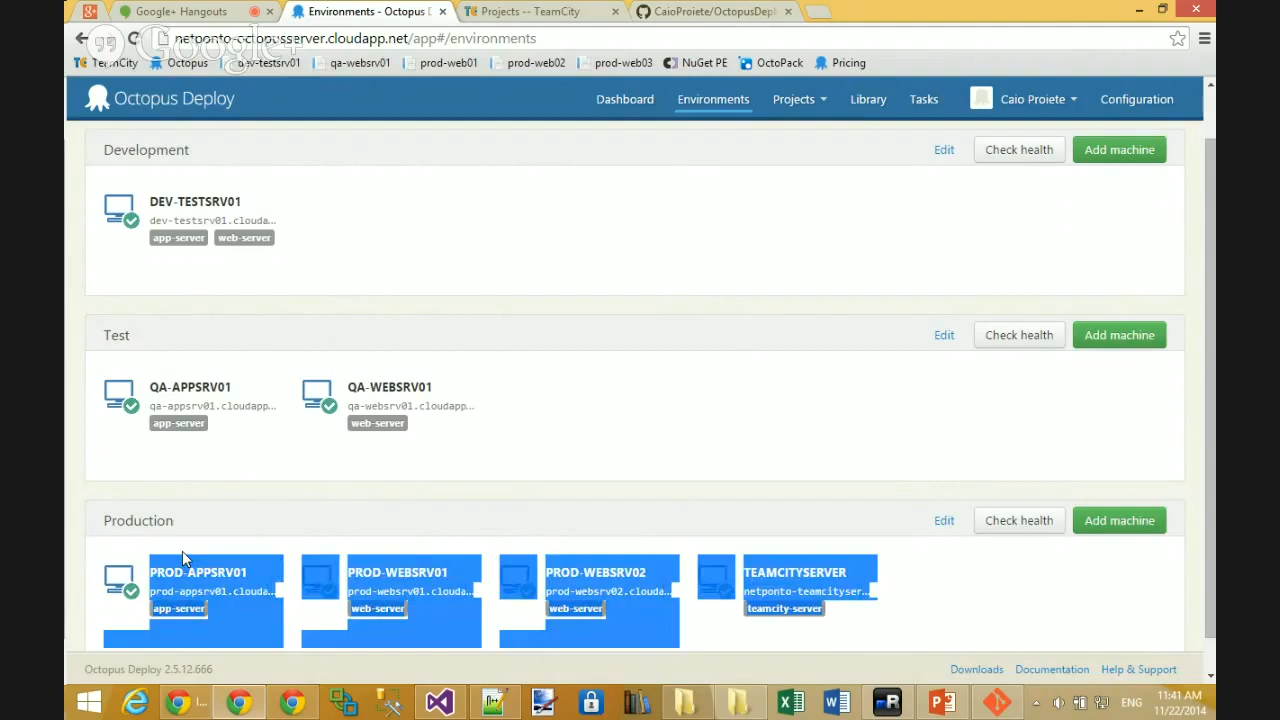 Google+ Hangouts
Environments - Octopus D
Projects -- TeamCity
CaioProiete/OctopusDepl
Google+
netponto-octopusserver.cloudapp.net/app#/environments
TeamCity
Octopus
dev-testsrv01
qa-websrv01
prod-web01
prod-web02
prod-web03
NuGet PE
OctoPack
Pricing
Octopus Deploy
Dashboard
Environments
Projects
Library
Tasks
Caio Proiete
Configuration
Development
Edit
Check health
Add machine
DEV-TESTSRV01
dev-testsrv01.clouda...
app-server
web-server
Test
Edit
Check health
Add machine
QA-APPSRV01
QA-WEBSRV01
qa-appsrv01.cloudapp...
qa-websrv01.cloudapp...
app-server
web-server
Production
Edit
Check health
Add machine
PROD-APPSRV01
PROD-WEBSRV01
PROD-WEBSRV02
TEAMCITYSERVER
prod-appsrv01.clouda...
prod-websrv01.clouda...
prod-websrv02.clouda...
netponto-teamcityser...
app-server
web-server
web-server
teamcity-server
Octopus Deploy 2.5.12.666
Downloads
Documentation
Help & Support
ENG
11:41 AM
11/22/2014